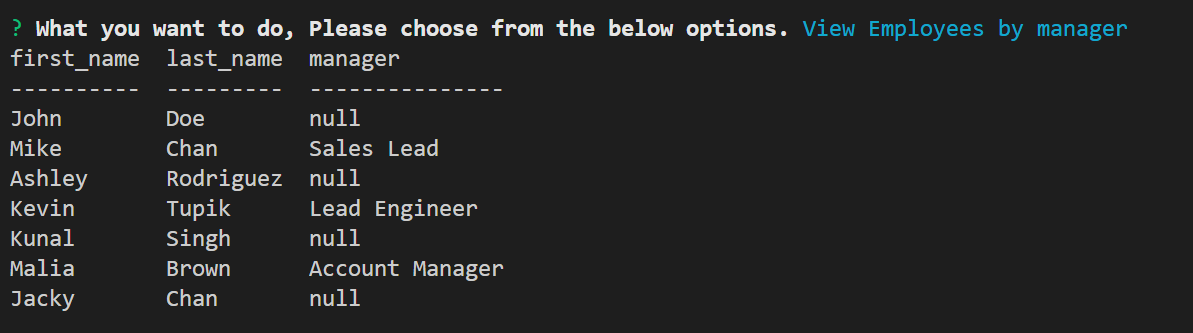 ? What you want to do, Please choose from the below options. View Employees by manager
first_name  last_name  manager
----------  ---------  ---------------
John        Doe        null
Mike        Chan       Sales Lead
Ashley      Rodriguez  null
Kevin       Tupik      Lead Engineer
Kunal       Singh      null
Malia       Brown      Account Manager
Jacky       Chan       null